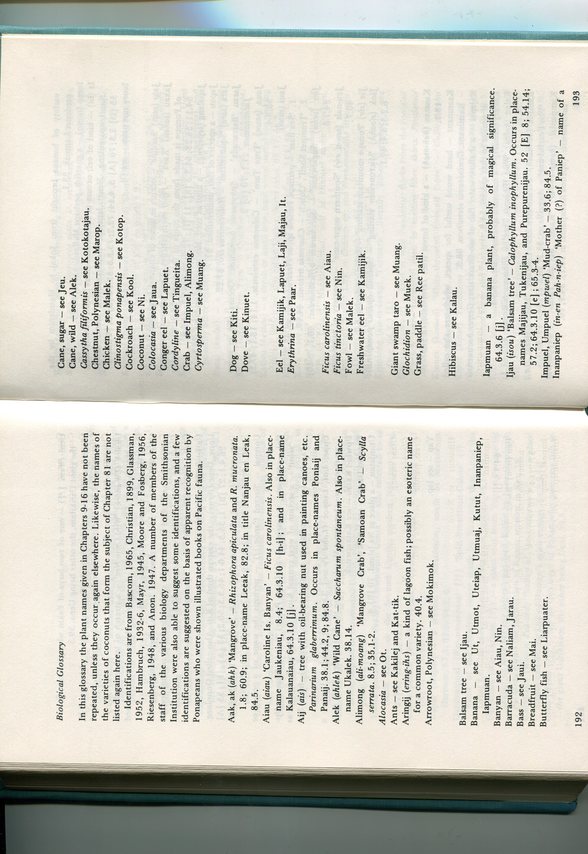 Biological Glossary
In this glossary the plant names given in Chapters 9-16 have not been
repeated, unless they occur again elsewhere. Likewise, the names of
the varieties of coconuts that form the subject of Chapter 81 are not
listed again here.
Identifications are from Bascom, 1965, Christian, 1899, Glassman,
1952, Hambruch, 1932-6, Mayr, 1945, Moore and Fosberg, 1956,
Riesenberg, 1948, and Anon. 1947. A number of members of the
staff of the various biology departments of the Smithsonian
Institution were also able to suggest some identifications, and a few
identifications are suggested on the basis of apparent recognition by
Ponapeans who were shown illustrated books on Pacific fauna.
Aak, ak (ahk) 'Mangrove' – Rhizophora apiculata and R. mucronata.
1.8; 60.9; in place-name Leeak, 82.8; in title Nanjau en Leak,
84.5.
Aiau (aiau) 'Caroline Is. Banyan' – Ficus carolinensis. Also in place-
name Jaukeniau, 8.4; 64.3.10 [h-i]; and in place-name
Kalauanaiau, 64.3.10 [j].
Aij (ais) – tree with oil-bearing nut used in painting canoes, etc.
Parinarium glaberrimum. Occurs in place-names Poniaij and
Panaij. 38.1; 44.2, 9; 84.8.
Alek (ahlek) 'Wild Cane' – Saccharum spontaneum. Also in place-
name Ukalek. 38.14.
Alimong (ali-moang) 'Mangrove Crab', 'Samoan Crab' – Scylla
serrata. 8.5; 35.1-2.
Alocasia – see Ot.
Ants – see Kakilej and Kat-tik.
Aringij (ering-ihs) – a kind of lagoon fish; possibly an esoteric name
for a common variety. 40.4.
Arrowroot, Polynesian – see Mokimok.
Balsam tree – see Ijau.
Banana – see Ut, Utmot, Uteiap, Utmuaj, Kutut, Inanpaniep,
Iapmuan.
Banyan – see Aiau, Nin.
Barracuda – see Naliam, Jarau.
Bass – see Jaui.
Breadfruit – see Mai.
Butterfly fish – see Liarpuater.
192
Cane, sugar – see Jeu.
Cane, wild – see Alek.
Cassytha filiformis – see Kotokotajau.
Chestnut, Polynesian – see Marop.
Chicken – see Malek.
Clinostigma ponapensis – see Kotop.
Cockroach – see Kool.
Coconut – see Ni.
Colocasia – see Jaua.
Conger eel – see Lapuet.
Cordyline – see Tingueita.
Crab – see Impuel, Alimong.
Cyrtosperma – see Muang.
Dog – see Kiti.
Dove – see Kinuet.
Eel – see Kamijik, Lapuet, Laji, Majau, It.
Erythrina – see Paar.
Ficus carolinensis – see Aiau.
Ficus tinctoria – see Nin.
Fowl – see Malek.
Freshwater eel – see Kamijik.
Giant swamp taro – see Muang.
Glochidion – see Muek.
Grass, paddle – see Ree patil.
Hibiscus – see Kalau.
Iapmuan – a banana plant, probably of magical significance.
64.3.6 [j].
Ijau (isou) 'Balsam tree' – Calophyllum inophyllum. Occurs in place-
names Majijau, Tukenijau, and Purepurenijau. 52 [E] 8; 54.14;
57.2; 64.3.10 [e]; 65.3-4.
Impuel, Umpuel (mpwel) 'Mud-crab' – 33.6; 84.5.
Inanpaniep (in-en Pah-n-iep) 'Mother (?) of Paniep' – name of a
193